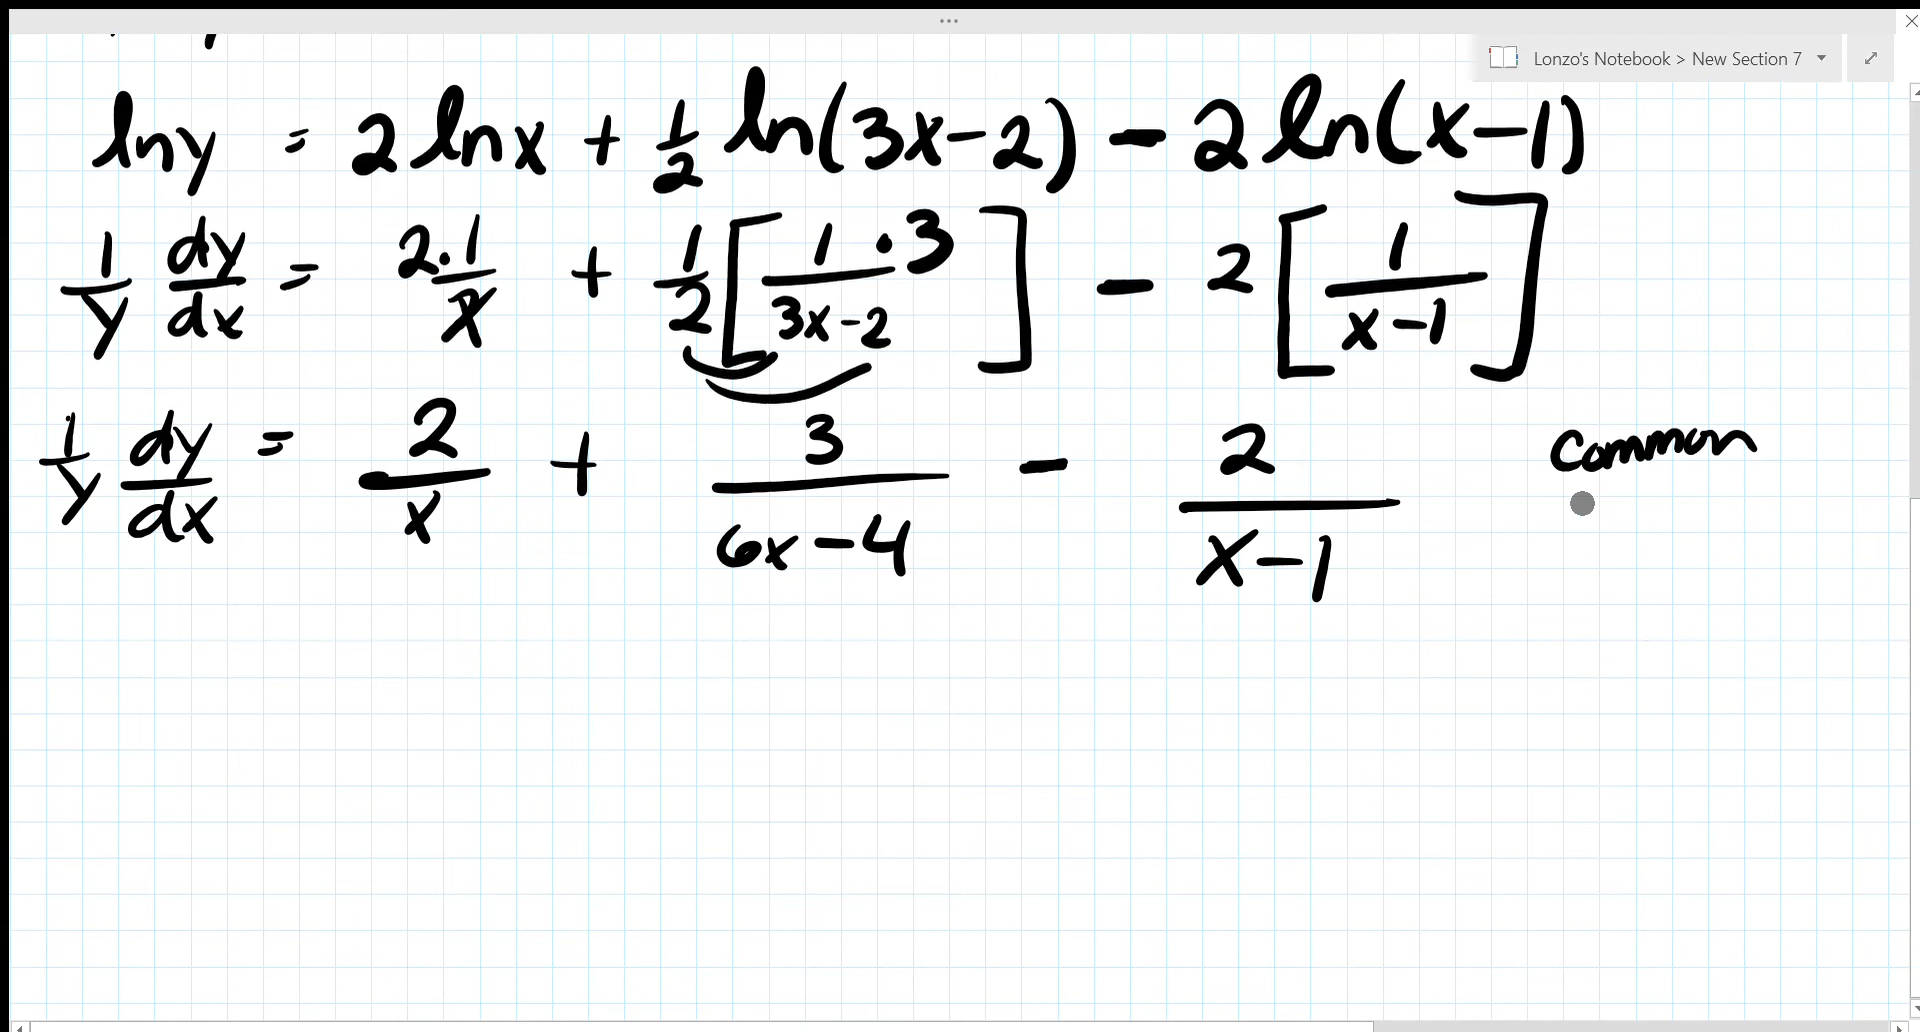 Lonzo's Notebook > New Section 7
ln y = 2 ln x + 1/2 ln(3x-2) - 2 ln(x-1)
1/y dy/dx = 2·1/x + 1/2 [1·3/3x-2] - 2 [1/x-1]
1/y dy/dx = 2/x + 3/6x-4 - 2/x-1 common